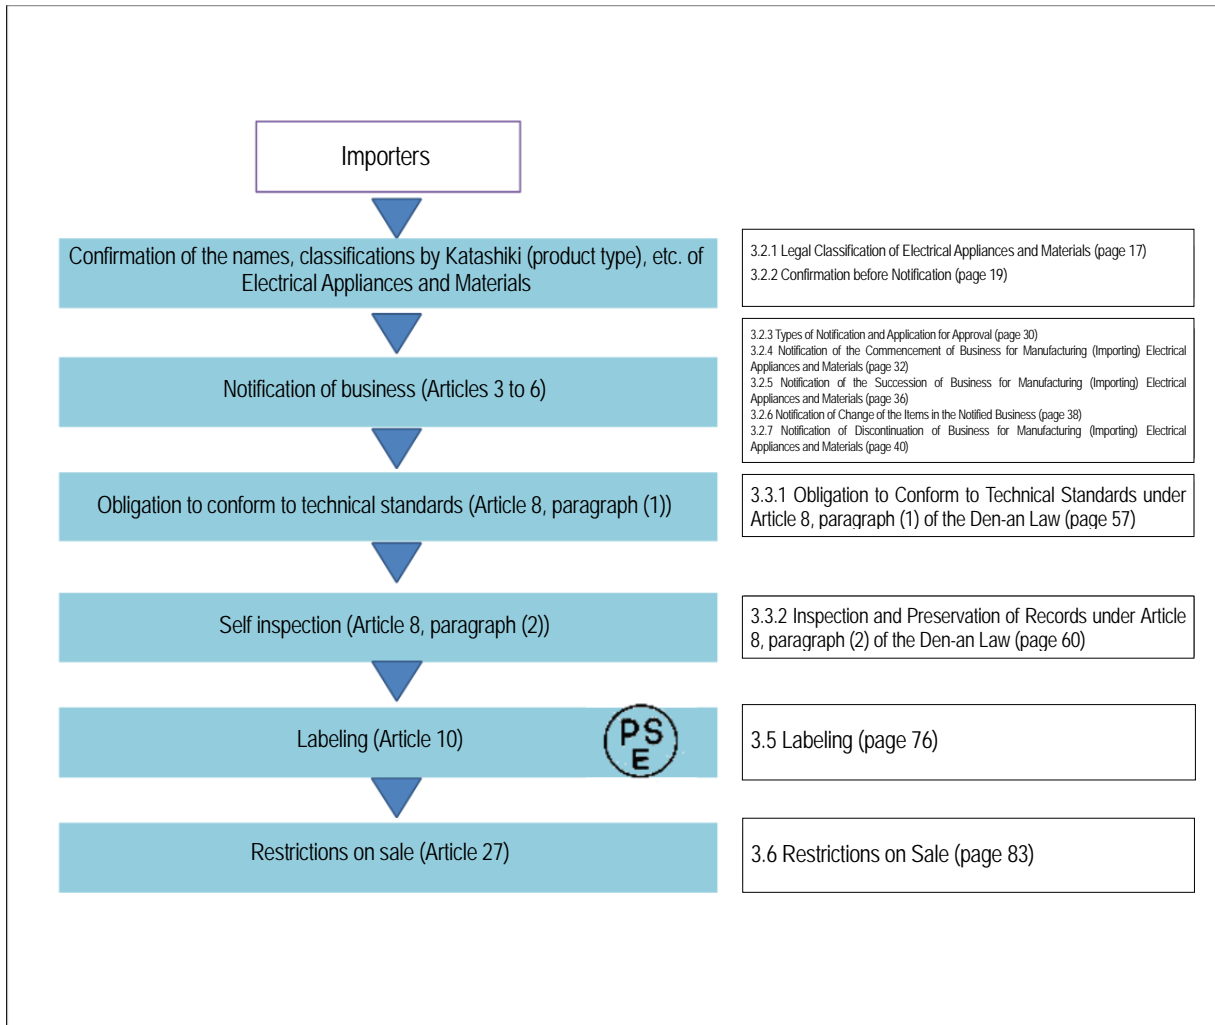 Importers
Confirmation of the names, classifications by Katashiki (product type), etc. of
Electrical Appliances and Materials
3.2.1 Legal Classification of Electrical Appliances and Materials (page 17)
3.2.2 Confirmation before Notification (page 19)
Notification of business (Articles 3 to 6)
3.2.3 Types of Notification and Application for Approval (page 30)
3.2.4 Notification of the Commencement of Business for Manufacturing (Importing) Electrical
Appliances and Materials (page 32)
3.2.5 Notification of the Succession of Business for Manufacturing (Importing) Electrical
Appliances and Materials (page 36)
3.2.6 Notification of Change of the Items in the Notified Business (page 38)
3.2.7 Notification of Discontinuation of Business for Manufacturing (Importing) Electrical
Appliances and Materials (page 40)
Obligation to conform to technical standards (Article 8, paragraph (1))
3.3.1 Obligation to Conform to Technical Standards under
Article 8, paragraph (1) of the Den-an Law (page 57)
Self inspection (Article 8, paragraph (2))
3.3.2 Inspection and Preservation of Records under Article
8, paragraph (2) of the Den-an Law (page 60)
Labeling (Article 10)
PS
E
3.5 Labeling (page 76)
Restrictions on sale (Article 27)
3.6 Restrictions on Sale (page 83)